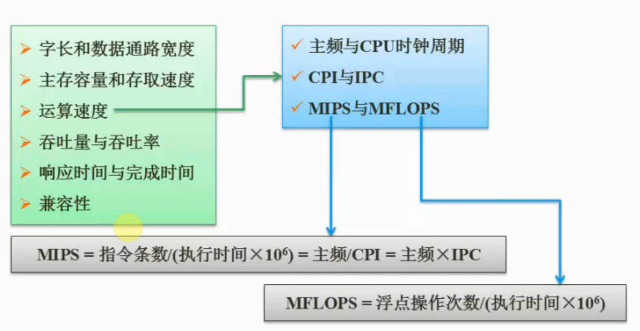 字长和数据通路宽度
主存容量和存取速度
运算速度
吞吐量与吞吐率
响应时间与完成时间
兼容性
主频与CPU时钟周期
CPI与IPC
MIPS与MFLOPS
MIPS = 指令条数/(执行时间×10⁶) = 主频/CPI = 主频×IPC
MFLOPS = 浮点操作次数/(执行时间×10⁶)